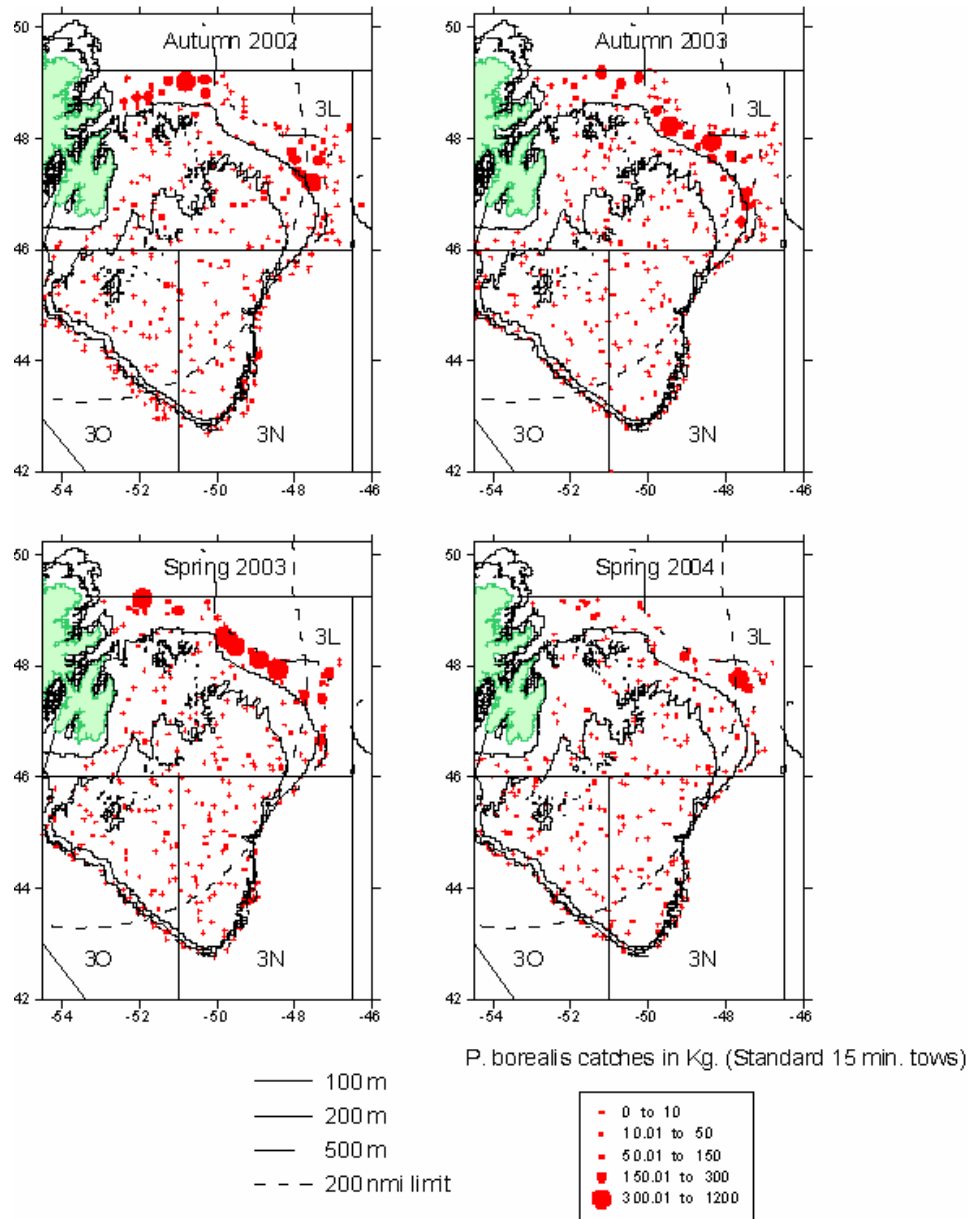 Autumn 2002
50
48
46
44
42
3L
3O
3N
-54
-52
-50
-48
-46
Autumn 2003
50
48
46
44
42
3L
3O
3N
-54
-52
-50
-48
-46
Spring 2003
50
48
46
44
42
3L
3O
3N
-54
-52
-50
-48
-46
Spring 2004
50
48
46
44
42
3L
3O
3N
-54
-52
-50
-48
-46
100 m
200 m
500 m
200 nmi limit
P. borealis catches in Kg. (Standard 15 min. tows)
0 to 10
10.01 to 50
50.01 to 150
150.01 to 300
300.01 to 1200